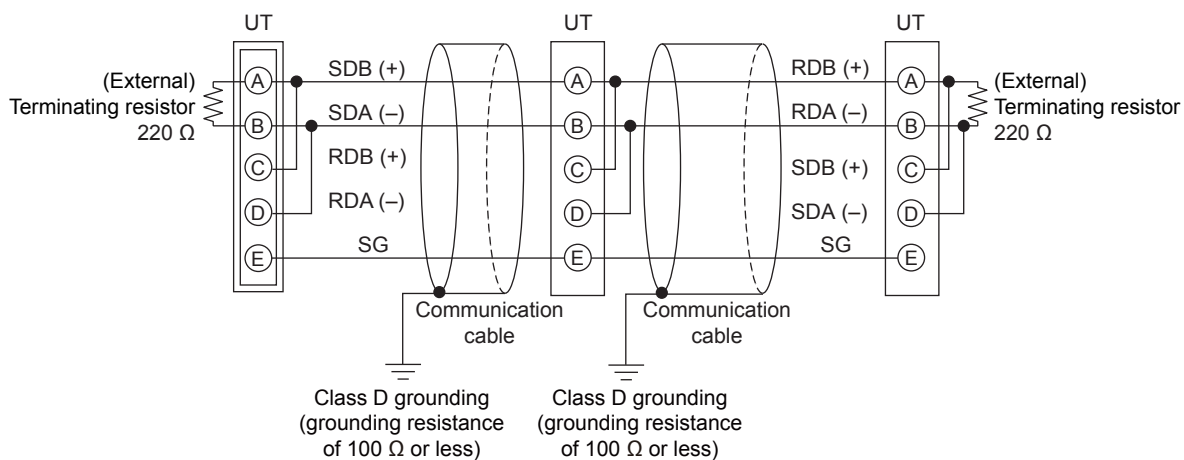 UT
UT
UT
(External)
Terminating resistor
220 Ω
A
B
C
D
E
SDB (+)
SDA (–)
RDB (+)
RDA (–)
SG
A
B
C
D
E
RDB (+)
RDA (–)
SDB (+)
SDA (–)
SG
A
B
C
D
E
(External)
Terminating resistor
220 Ω
Communication
cable
Communication
cable
Class D grounding
(grounding resistance
of 100 Ω or less)
Class D grounding
(grounding resistance
of 100 Ω or less)